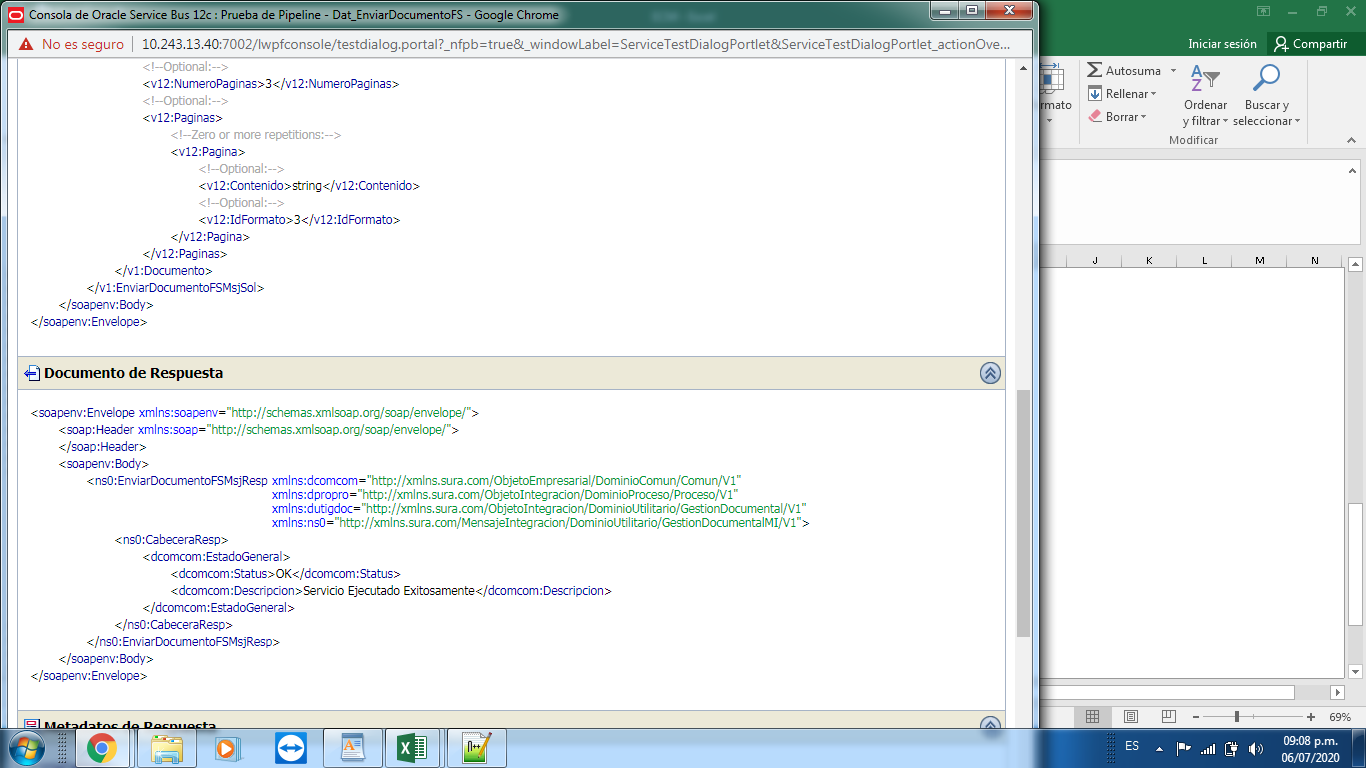 Consola de Oracle Service Bus 12c : Prueba de Pipeline - Dat_EnviarDocumentoFS - Google Chrome
No es seguro | 10.243.13.40:7002/lwpfconsole/testdialog.portal?_nfpb=true&_windowLabel=ServiceTestDialogPortlet&ServiceTestDialogPortlet_actionOve...
<!--Optional:-->
<v12:NumeroPaginas>3</v12:NumeroPaginas>
<!--Optional:-->
<v12:Paginas>
<!--Zero or more repetitions:-->
<v12:Pagina>
<!--Optional:-->
<v12:Contenido>string</v12:Contenido>
<!--Optional:-->
<v12:IdFormato>3</v12:IdFormato>
</v12:Pagina>
</v12:Paginas>
</v1:Documento>
</v1:EnviarDocumentoFSMsjSol>
</soapenv:Body>
</soapenv:Envelope>
Documento de Respuesta
<soapenv:Envelope xmlns:soapenv="http://schemas.xmlsoap.org/soap/envelope/">
<soap:Header xmlns:soap="http://schemas.xmlsoap.org/soap/envelope/">
</soap:Header>
<soapenv:Body>
<ns0:EnviarDocumentoFSMsjResp xmlns:dcomcom="http://xmlns.sura.com/ObjetoEmpresarial/DominioComun/Comun/V1"
xmlns:dpropro="http://xmlns.sura.com/ObjetoIntegracion/DominioProceso/Proceso/V1"
xmlns:dutigdoc="http://xmlns.sura.com/ObjetoIntegracion/DominioUtilitario/GestionDocumental/V1"
xmlns:ns0="http://xmlns.sura.com/MensajeIntegracion/DominioUtilitario/GestionDocumentalMI/V1">
<ns0:CabeceraResp>
<dcomcom:EstadoGeneral>
<dcomcom:Status>OK</dcomcom:Status>
<dcomcom:Descripcion>Servicio Ejecutado Exitosamente</dcomcom:Descripcion>
</dcomcom:EstadoGeneral>
</ns0:CabeceraResp>
</ns0:EnviarDocumentoFSMsjResp>
</soapenv:Body>
</soapenv:Envelope>
Metadatos de Respuesta
Iniciar sesión Compartir
Autosuma
Rellenar
Borrar
Ordenar
y filtrar
Buscar y
seleccionar
Modificar
rmato
J K L M N
69%
ES
09:08 p.m.
06/07/2020